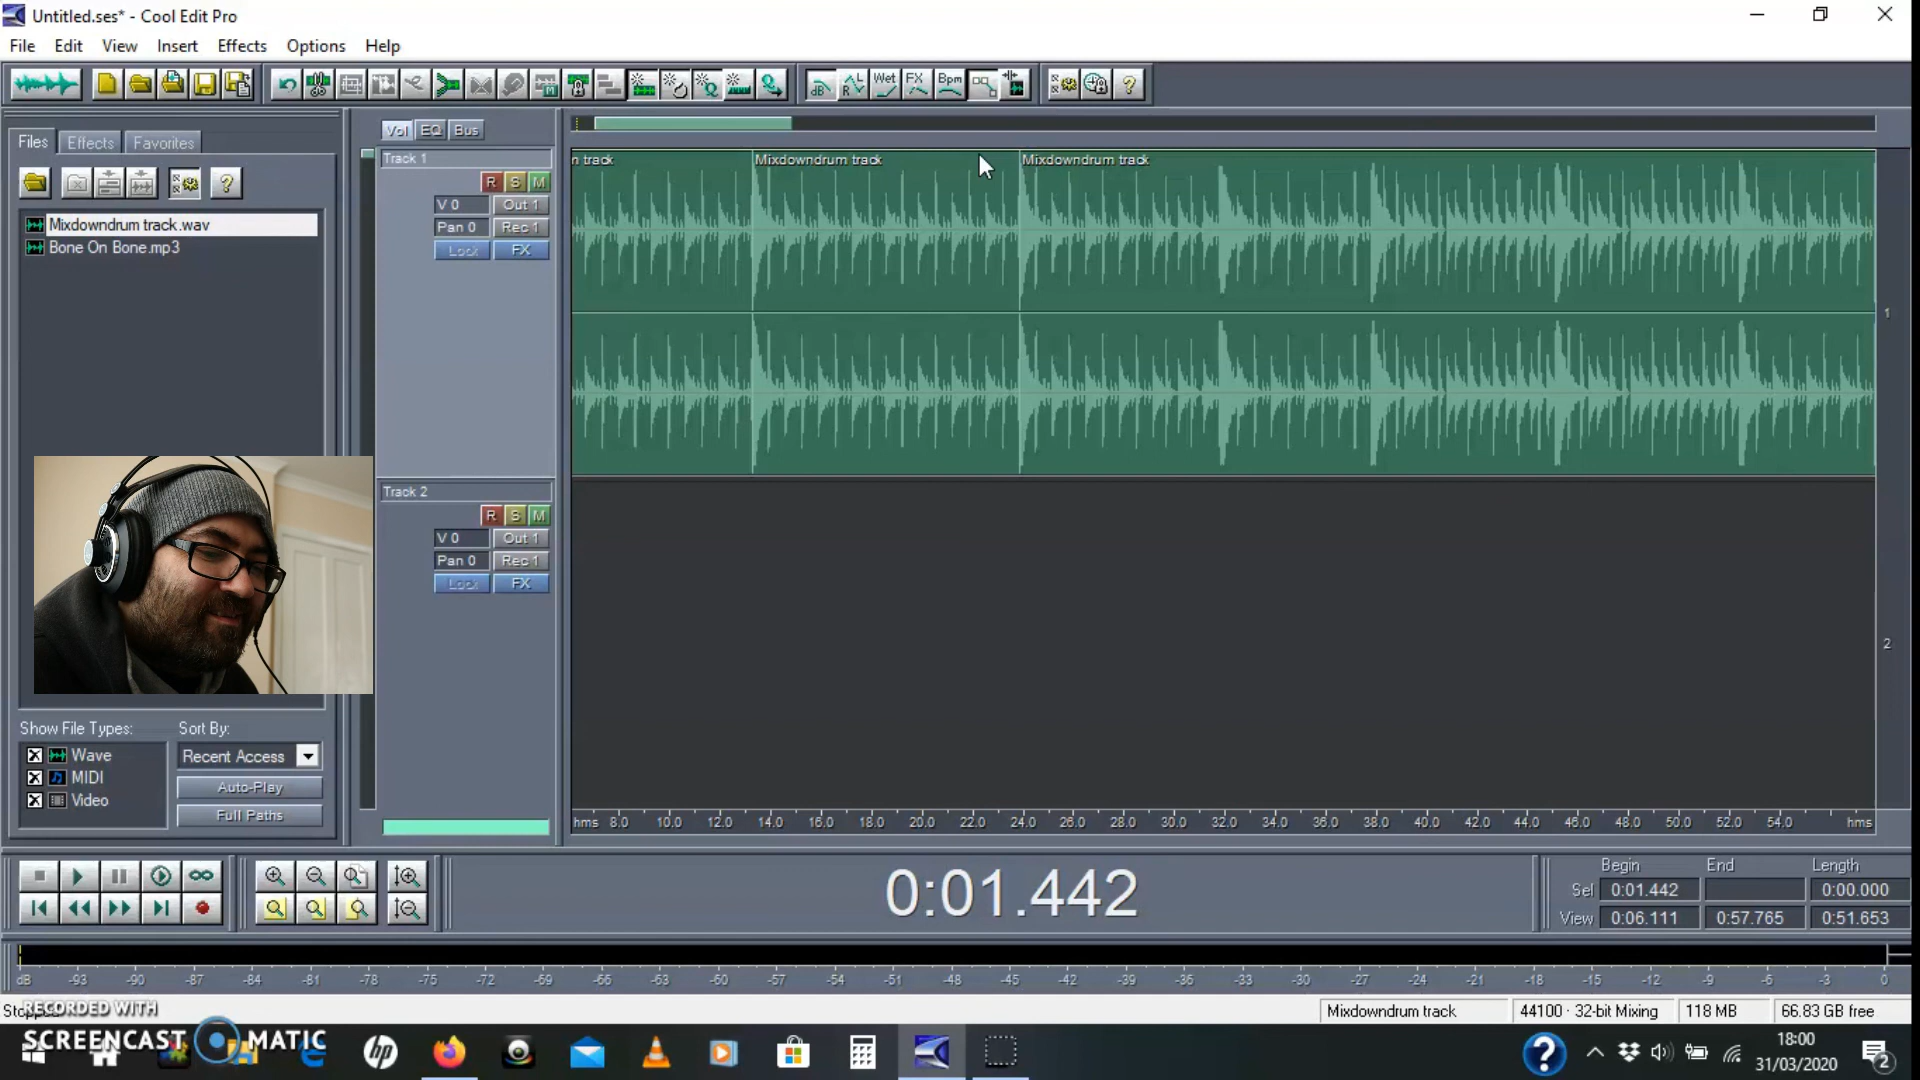 Untitled.ses* - Cool Edit Pro
File Edit View Insert Effects Options Help
dB L R Wet FX Bpm
Files Effects Favorites
Vol EQ Bus
Track 1
n track Mixdowndrum track Mixdowndrum track
R S M
V 0 Out 1
Pan 0 Rec 1
Lock FX
Mixdowndrum track.wav
Bone On Bone.mp3
1
Track 2
R S M
V 0 Out 1
Pan 0 Rec 1
Lock FX
2
Show File Types: Sort By:
Wave Recent Access
MIDI Auto-Play
Video Full Paths
hms 8.0 10.0 12.0 14.0 16.0 18.0 20.0 22.0 24.0 26.0 28.0 30.0 32.0 34.0 36.0 38.0 40.0 42.0 44.0 46.0 48.0 50.0 52.0 54.0 hms
0:01.442
Begin End Length
Sel 0:01.442 0:00.000
View 0:06.111 0:57.765 0:51.653
dB -93 -90 -87 -84 -81 -78 -75 -72 -69 -66 -63 -60 -57 -54 -51 -48 -45 -42 -39 -36 -33 -30 -27 -24 -21 -18 -15 -12 -9 -6 -3 0
RECORDED WITH
SCREENCAST MATIC
Mixdowndrum track 44100 · 32-bit Mixing 118 MB 66.83 GB free
hp
18:00
31/03/2020
2